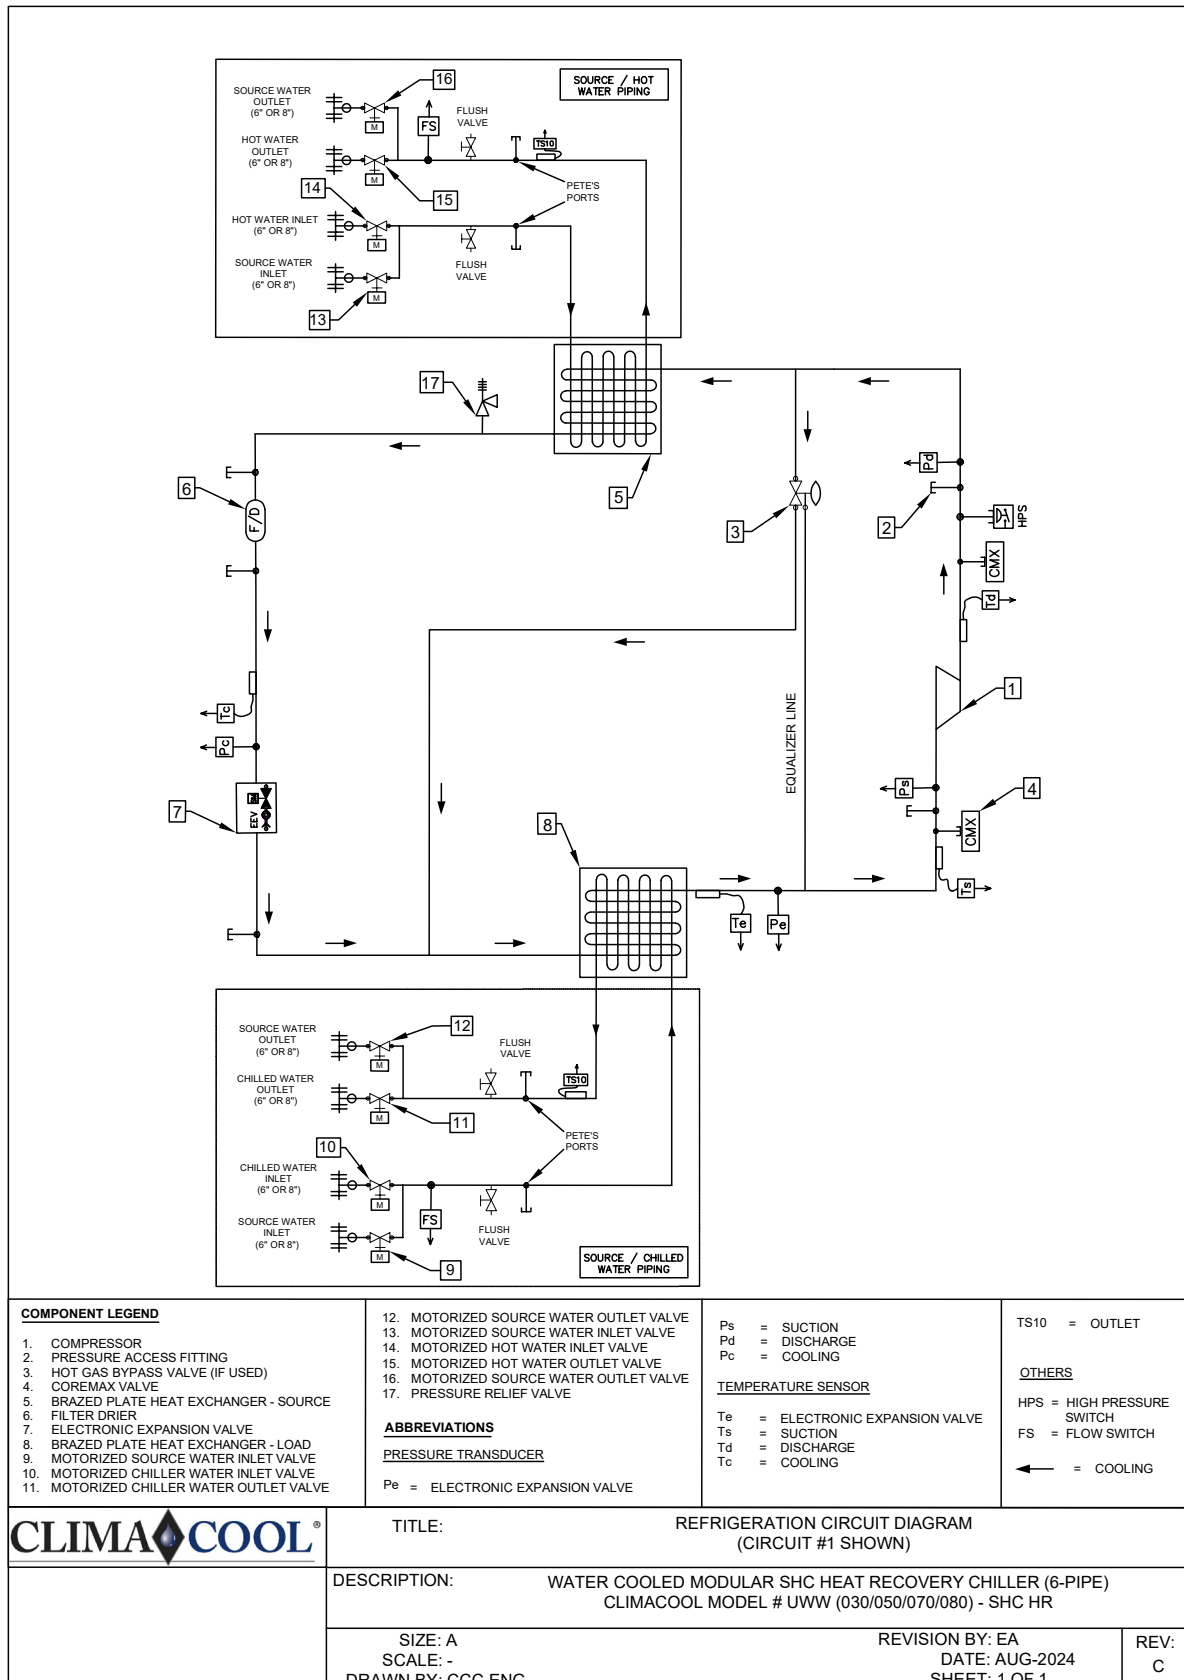 SOURCE / HOT
WATER PIPING
16
SOURCE WATER
OUTLET
(6" OR 8")
M
FS
FLUSH
VALVE
TS10
HOT WATER
OUTLET
(6" OR 8")
M
15
PETE'S
PORTS
14
HOT WATER INLET
(6" OR 8")
M
FLUSH
VALVE
SOURCE WATER
INLET
(6" OR 8")
M
13
17
5
6
F/D
3
Pd
2
HPS
CMX
Td
1
Tc
Pc
EEV
7
EQUALIZER LINE
Ps
4
CMX
Ts
8
Te
Pe
12
SOURCE WATER
OUTLET
(6" OR 8")
M
FLUSH
VALVE
TS10
CHILLED WATER
OUTLET
(6" OR 8")
M
11
PETE'S
PORTS
10
CHILLED WATER
INLET
(6" OR 8")
M
FS
FLUSH
VALVE
SOURCE WATER
INLET
(6" OR 8")
M
9
SOURCE / CHILLED
WATER PIPING
COMPONENT LEGEND
1. COMPRESSOR
2. PRESSURE ACCESS FITTING
3. HOT GAS BYPASS VALVE (IF USED)
4. COREMAX VALVE
5. BRAZED PLATE HEAT EXCHANGER - SOURCE
6. FILTER DRIER
7. ELECTRONIC EXPANSION VALVE
8. BRAZED PLATE HEAT EXCHANGER - LOAD
9. MOTORIZED SOURCE WATER INLET VALVE
10. MOTORIZED CHILLER WATER INLET VALVE
11. MOTORIZED CHILLER WATER OUTLET VALVE
12. MOTORIZED SOURCE WATER OUTLET VALVE
13. MOTORIZED SOURCE WATER INLET VALVE
14. MOTORIZED HOT WATER INLET VALVE
15. MOTORIZED HOT WATER OUTLET VALVE
16. MOTORIZED SOURCE WATER OUTLET VALVE
17. PRESSURE RELIEF VALVE
ABBREVIATIONS
PRESSURE TRANSDUCER
Pe = ELECTRONIC EXPANSION VALVE
Ps = SUCTION
Pd = DISCHARGE
Pc = COOLING
TEMPERATURE SENSOR
Te = ELECTRONIC EXPANSION VALVE
Ts = SUCTION
Td = DISCHARGE
Tc = COOLING
TS10 = OUTLET
OTHERS
HPS = HIGH PRESSURE
SWITCH
FS = FLOW SWITCH
= COOLING
CLIMACOOL®
TITLE: REFRIGERATION CIRCUIT DIAGRAM
(CIRCUIT #1 SHOWN)
DESCRIPTION: WATER COOLED MODULAR SHC HEAT RECOVERY CHILLER (6-PIPE)
CLIMACOOL MODEL # UWW (030/050/070/080) - SHC HR
SIZE: A
SCALE: -
DRAWN BY: CCC ENG
REVISION BY: EA
DATE: AUG-2024
SHEET: 1 OF 1
REV:
C